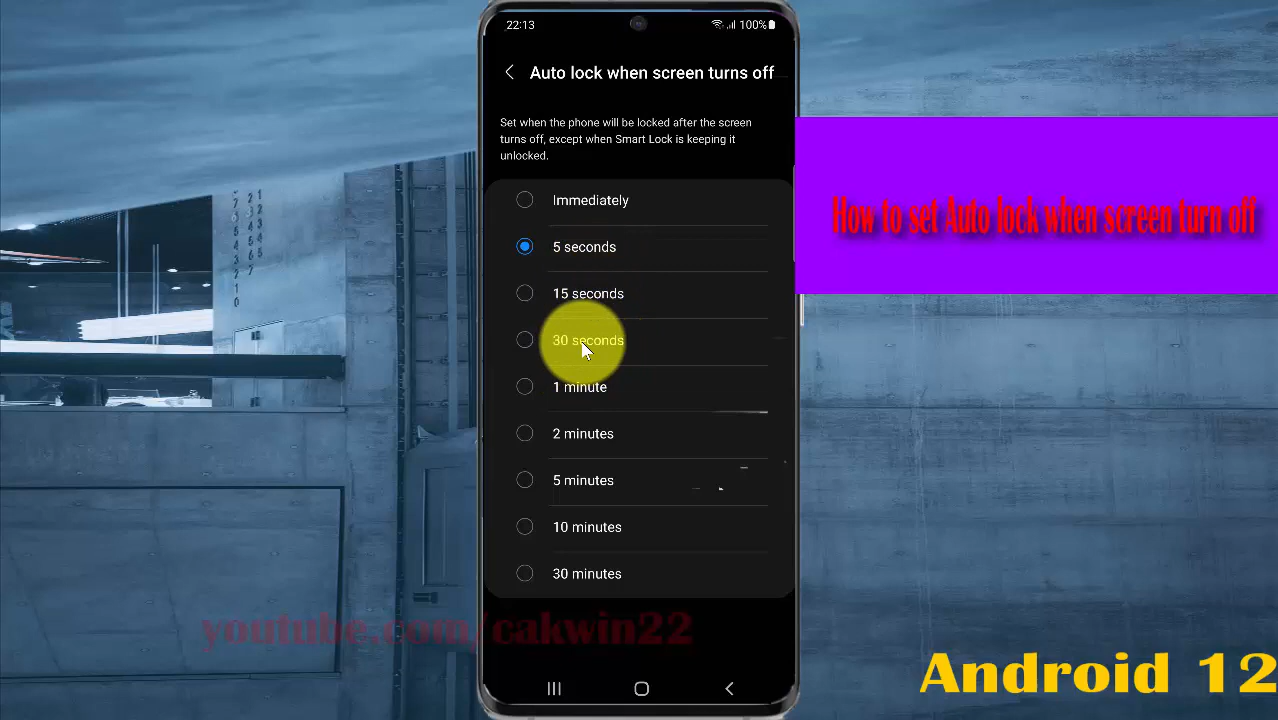 22:13
100%
Auto lock when screen turns off
Set when the phone will be locked after the screen
turns off, except when Smart Lock is keeping it
unlocked.
Immediately
5 seconds
15 seconds
30 seconds
1 minute
2 minutes
5 minutes
10 minutes
30 minutes
How to set Auto lock when screen turn off
youtube.com/cakwin22
Android 12